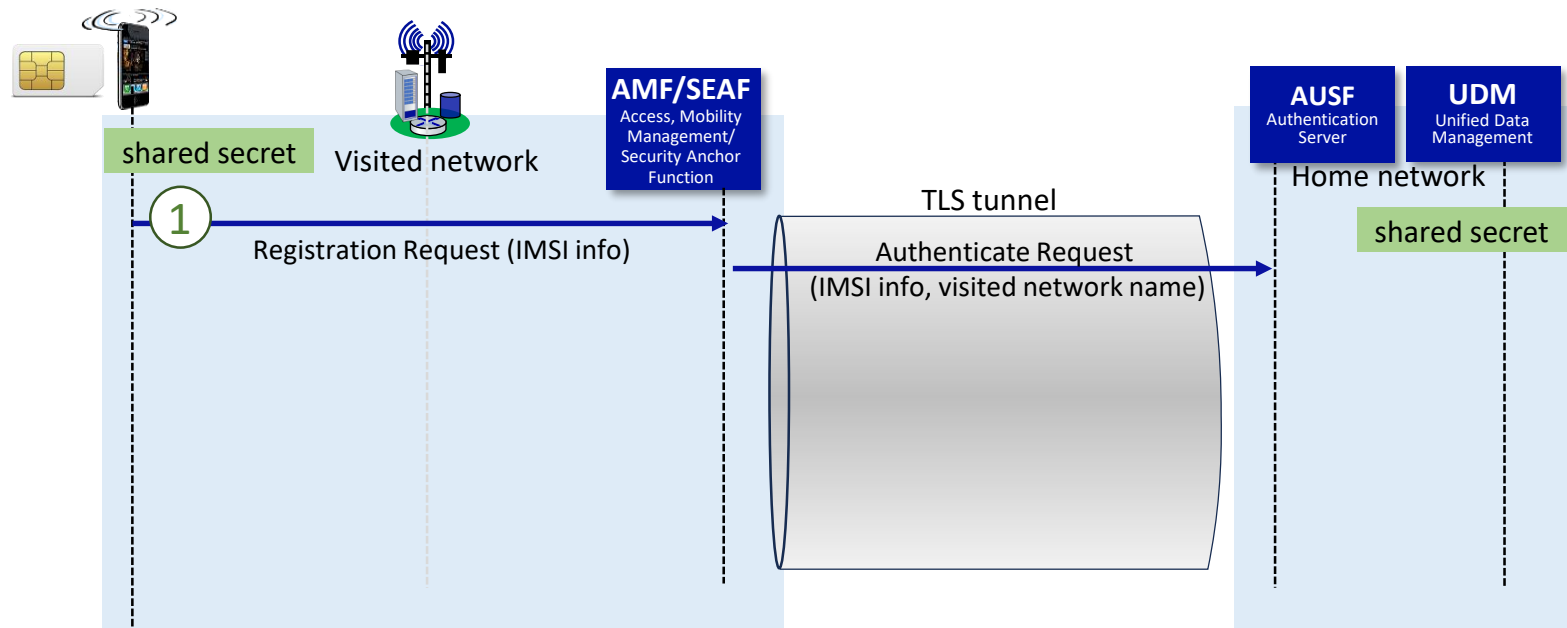 AMF/SEAF
Access, Mobility
Management/
Security Anchor
Function
AUSF
Authentication
Server
UDM
Unified Data
Management
shared secret
Visited network
Home network
TLS tunnel
1
Registration Request (IMSI info)
shared secret
Authenticate Request
(IMSI info, visited network name)